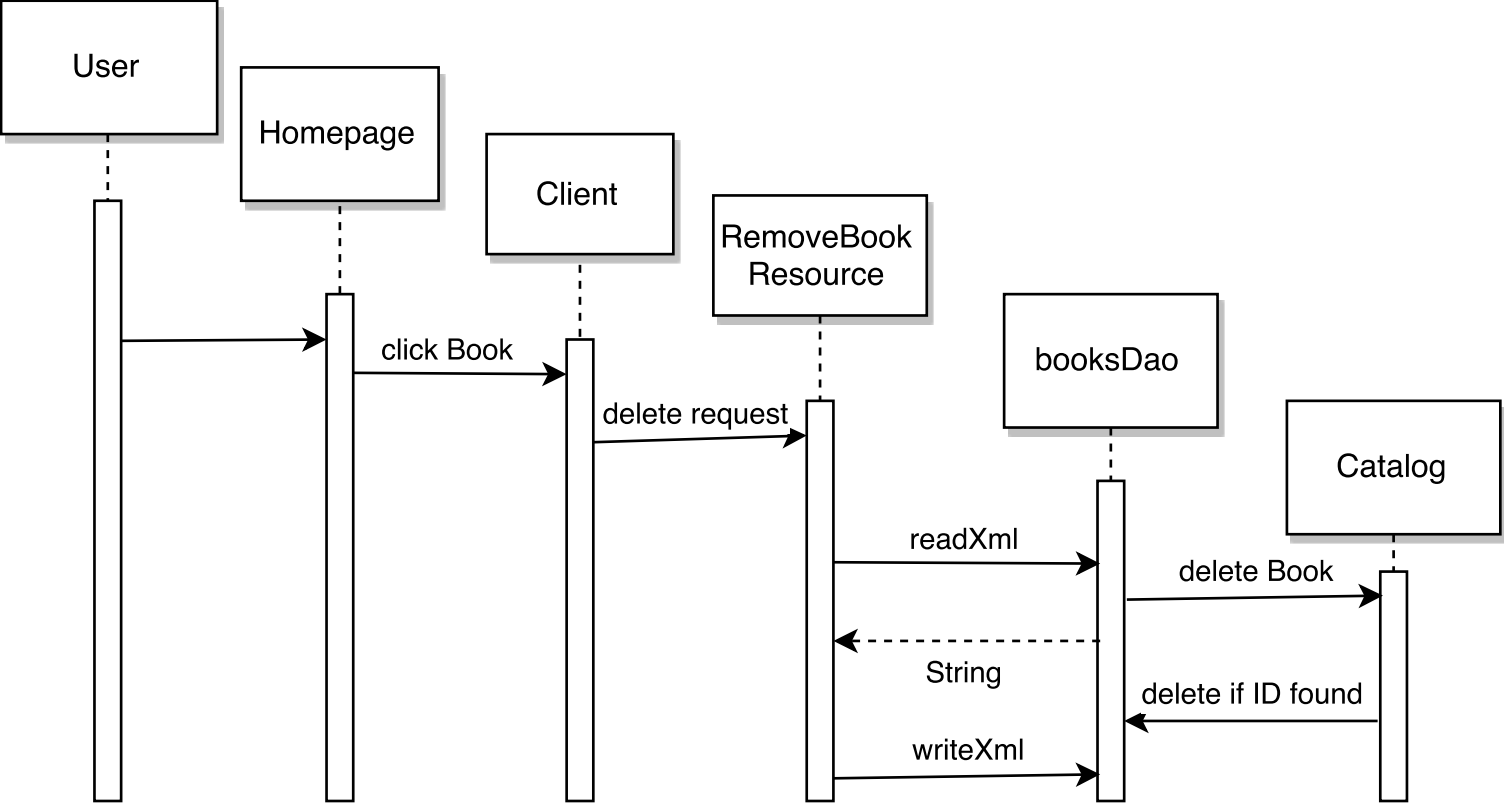 User
Homepage
Client
RemoveBook
Resource
booksDao
Catalog
click Book
delete request
readXml
delete Book
String
delete if ID found
writeXml